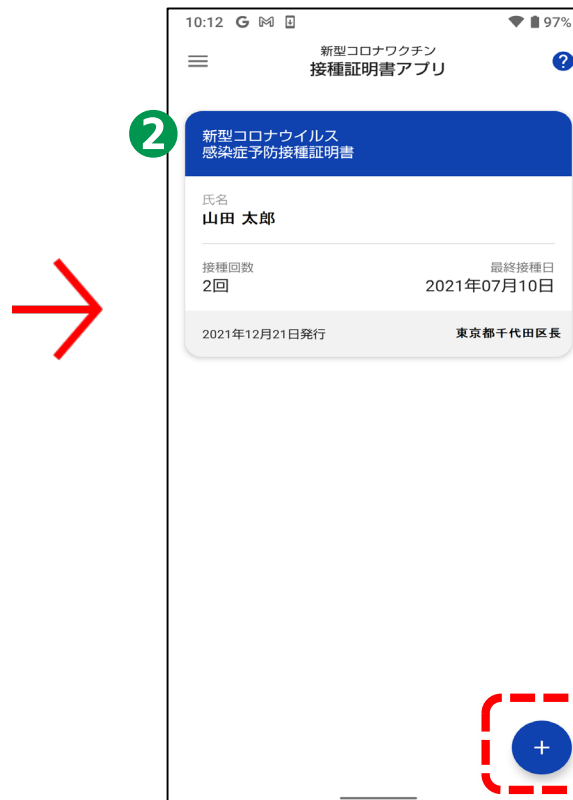 10:12 G 97%
新型コロナワクチン
接種証明書アプリ
?
2
新型コロナウイルス
感染症予防接種証明書
氏名
山田 太郎
接種回数 最終接種日
2回 2021年07月10日
2021年12月21日発行 東京都千代田区長
+